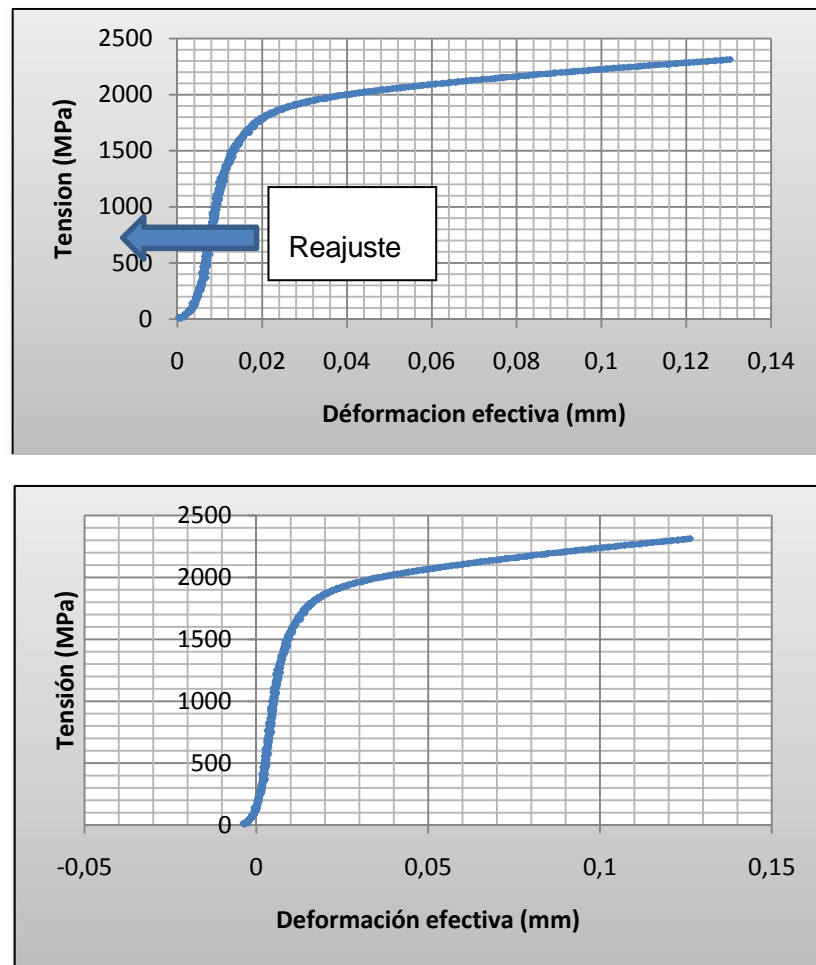 2500
2000
1500
1000
500
0
Tension (MPa)
Reajuste
0 0,02 0,04 0,06 0,08 0,1 0,12 0,14
Déformacion efectiva (mm)
2500
2000
1500
1000
500
0
Tensión (MPa)
-0,05 0 0,05 0,1 0,15
Deformación efectiva (mm)